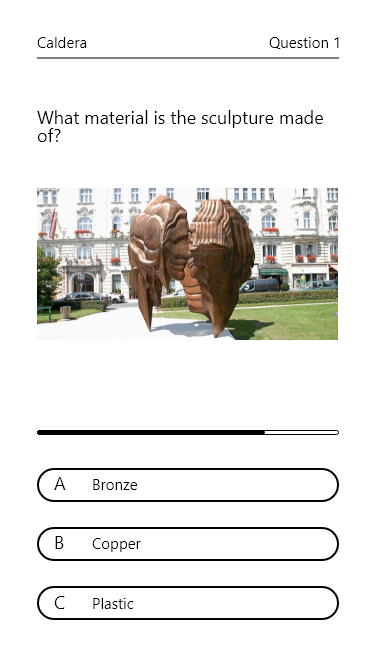 Caldera
Question 1
What material is the sculpture made
of?
A Bronze
B Copper
C Plastic